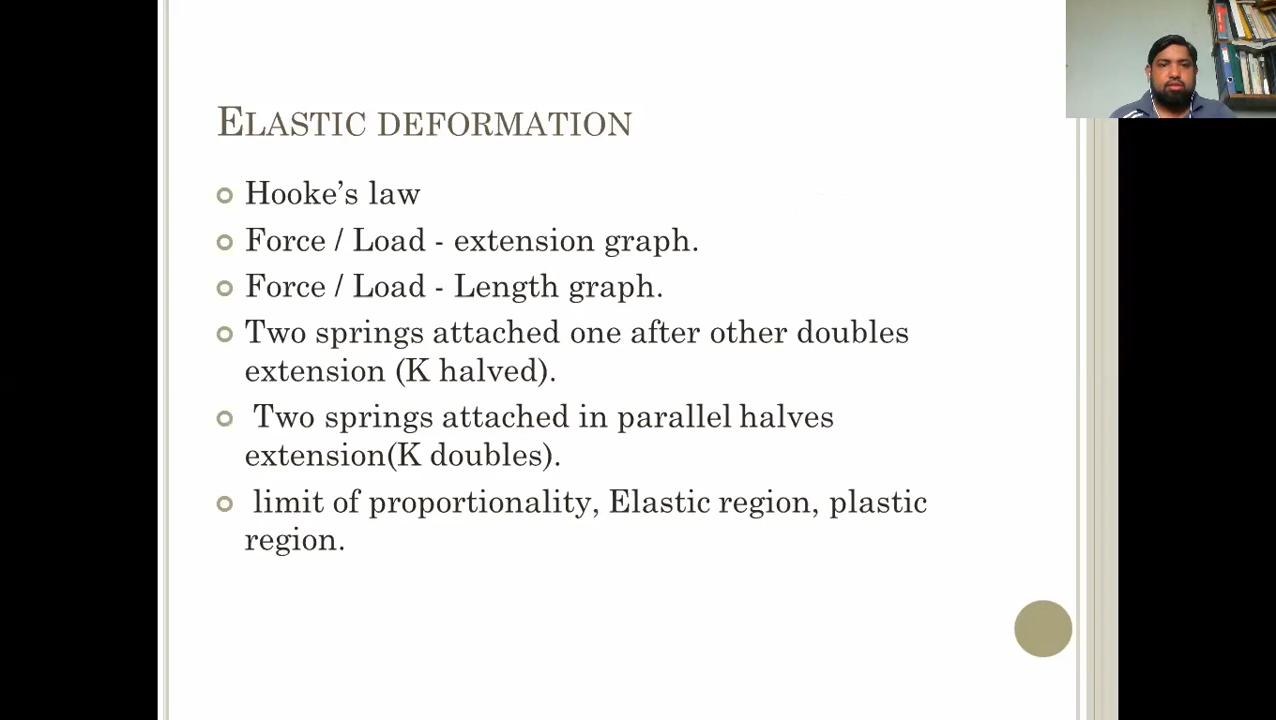 ELASTIC DEFORMATION
Hooke's law
Force / Load - extension graph.
Force / Load - Length graph.
Two springs attached one after other doubles
extension (K halved).
Two springs attached in parallel halves
extension(K doubles).
limit of proportionality, Elastic region, plastic
region.